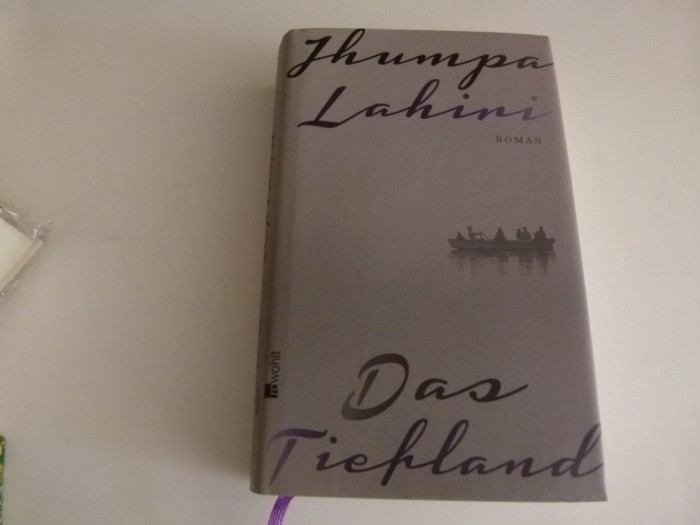 Jhumpa
Lahiri
ROMAN
Das
Tiefland
rowohlt